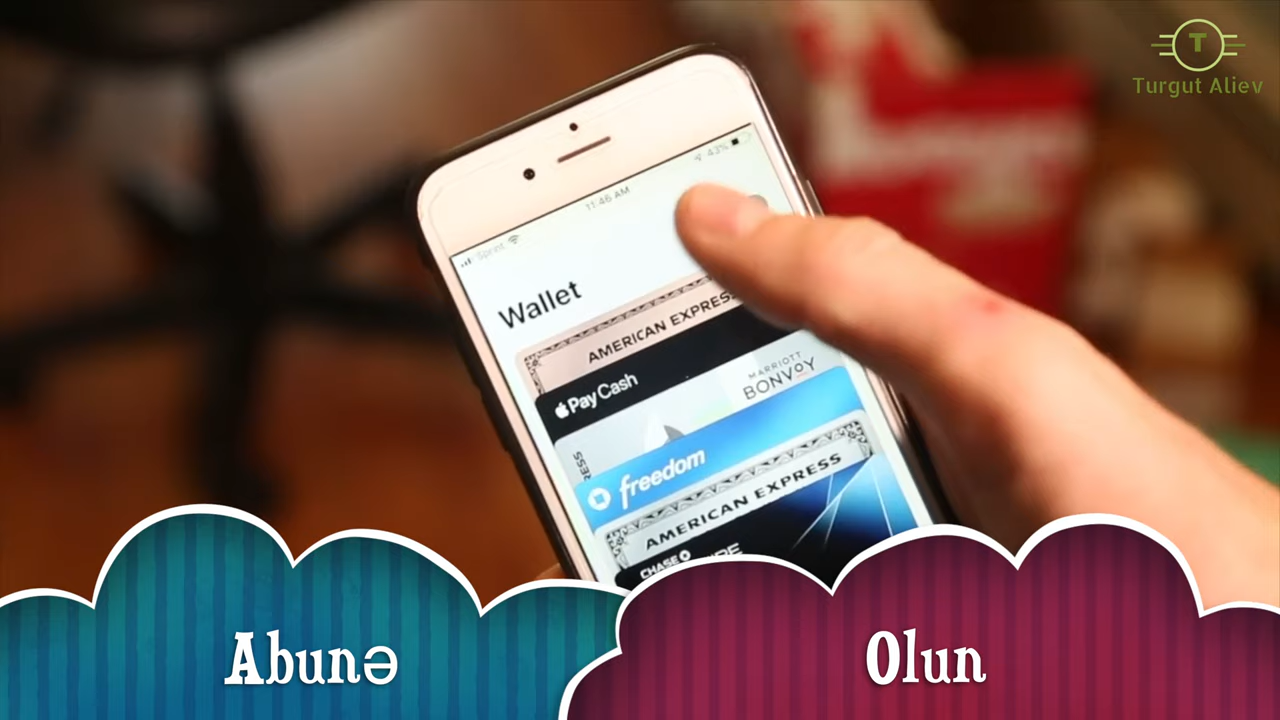 T
Turgut Aliev
43%
11:46 AM
Sprint
Wallet
AMERICAN EXPRESS
Pay Cash
MARRIOTT
BONVOY
freedom
AMERICAN EXPRESS
CHASE
Abunə
Olun